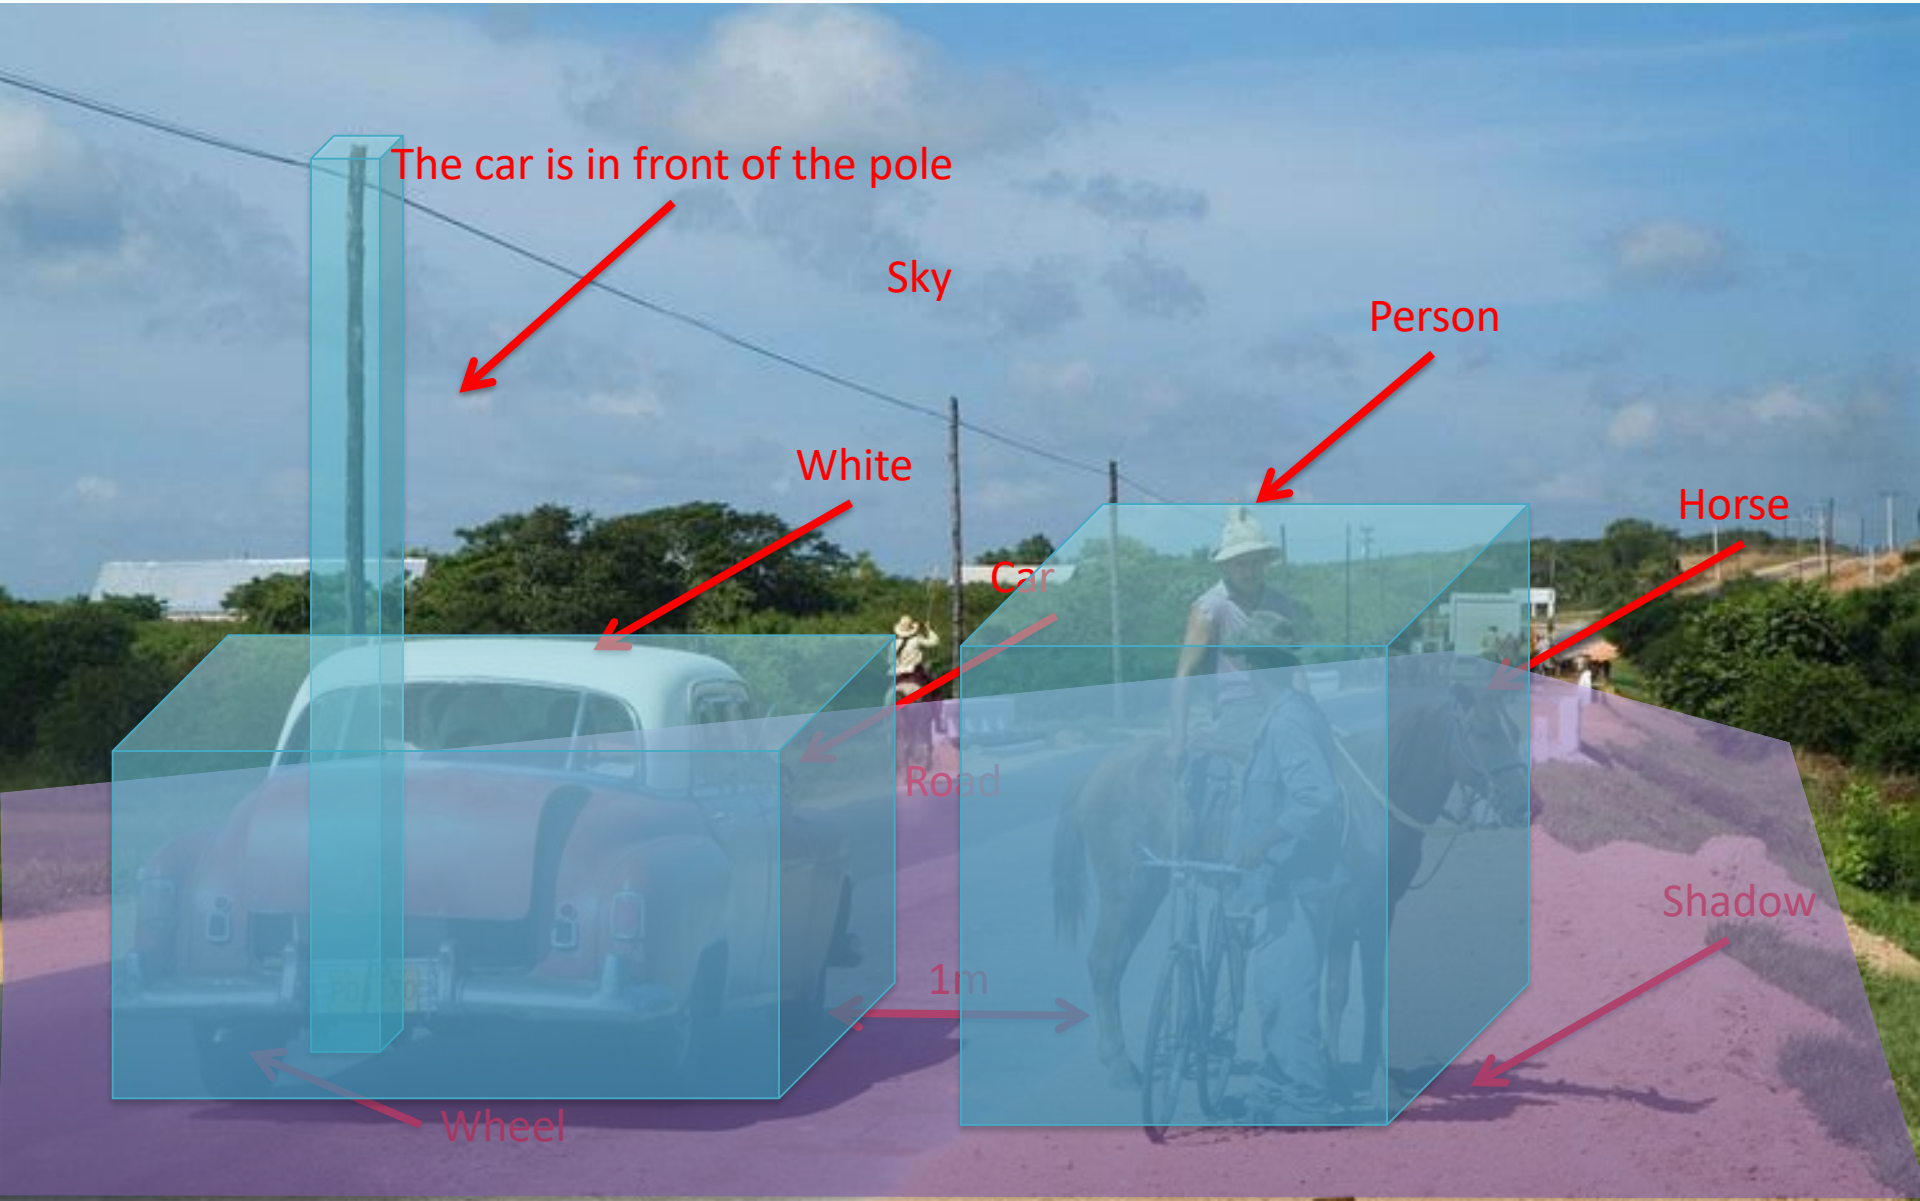 The car is in front of the pole
Sky
Person
White
Horse
Car
Road
Shadow
1m
Wheel